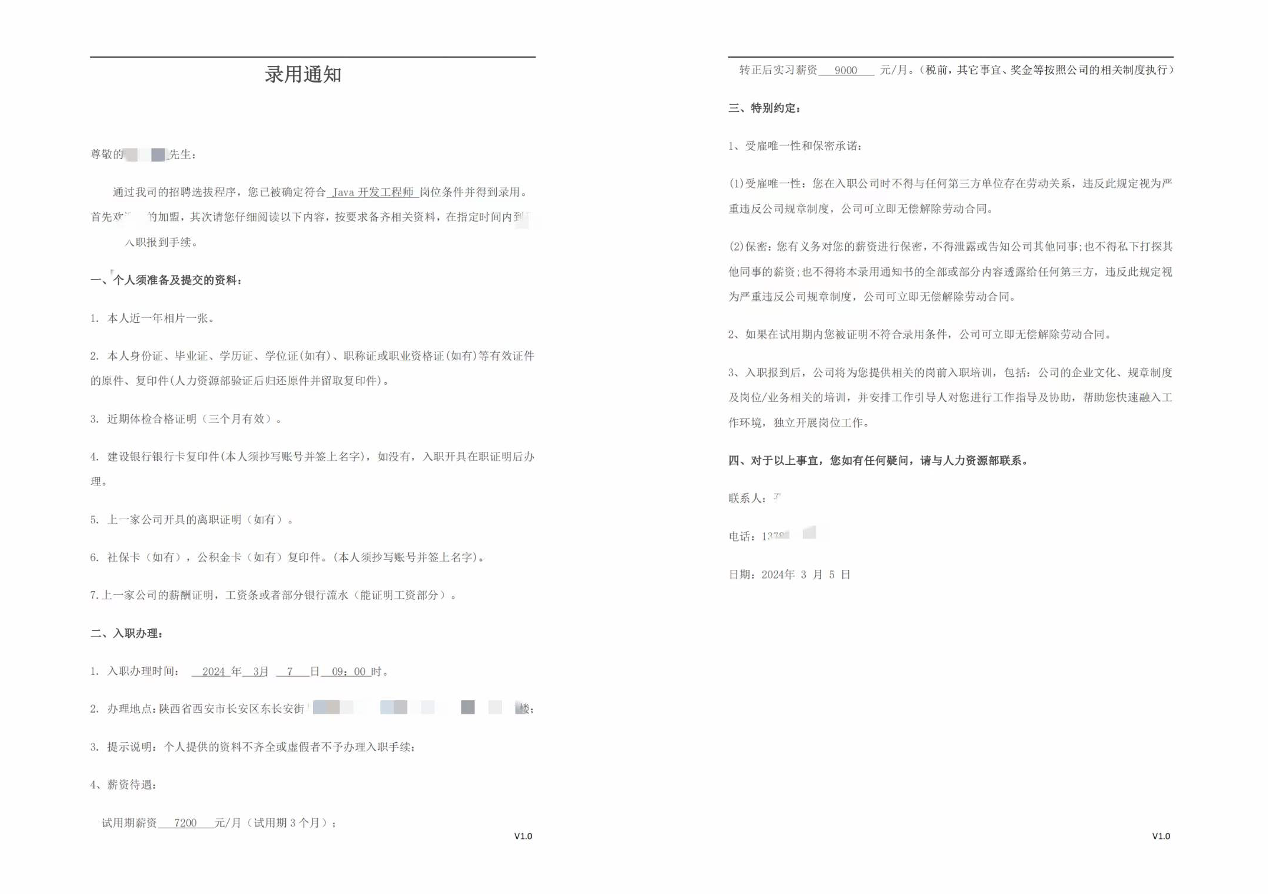 录用通知
尊敬的
先生：
通过我司的招聘选拔程序，您已被确定符合 Java 开发工程师 岗位条件并得到录用。
首先欢
的加盟，其次请您仔细阅读以下内容，按要求备齐相关资料，在指定时间内到
入职报到手续。
一、个人须准备及提交的资料：
1. 本人近一年相片一张。
2. 本人身份证、毕业证、学历证、学位证(如有)、职称证或职业资格证(如有)等有效证件
的原件、复印件(人力资源部验证后归还原件并留取复印件)。
3. 近期体检合格证明（三个月有效）。
4. 建设银行银行卡复印件(本人须抄写账号并签上名字)，如没有，入职开具在职证明后办
理。
5. 上一家公司开具的离职证明（如有）。
6. 社保卡（如有），公积金卡（如有）复印件。(本人须抄写账号并签上名字)。
7.上一家公司的薪酬证明，工资条或者部分银行流水（能证明工资部分）。
二、入职办理：
1. 入职办理时间： 2024 年 3月 7 日 09：00 时。
2. 办理地点：陕西省西安市长安区东长安街
楼；
3. 提示说明：个人提供的资料不齐全或虚假者不予办理入职手续；
4、薪资待遇：
试用期薪资 7200 元/月（试用期 3 个月）；
V1.0
转正后实习薪资 9000 元/月。（税前，其它事宜、奖金等按照公司的相关制度执行）
三、特别约定：
1、受雇唯一性和保密承诺：
(1)受雇唯一性：您在入职公司时不得与任何第三方单位存在劳动关系，违反此规定视为严
重违反公司规章制度，公司可立即无偿解除劳动合同。
(2)保密：您有义务对您的薪资进行保密，不得泄露或告知公司其他同事；也不得私下打探其
他同事的薪资；也不得将本录用通知书的全部或部分内容透露给任何第三方，违反此规定视
为严重违反公司规章制度，公司可立即无偿解除劳动合同。
2、如果在试用期内您被证明不符合录用条件，公司可立即无偿解除劳动合同。
3、入职报到后，公司将为您提供相关的岗前入职培训，包括：公司的企业文化、规章制度
及岗位/业务相关的培训，并安排工作引导人对您进行工作指导及协助，帮助您快速融入工
作环境，独立开展岗位工作。
四、对于以上事宜，您如有任何疑问，请与人力资源部联系。
联系人：
电话：
日期：2024年 3 月 5 日
V1.0